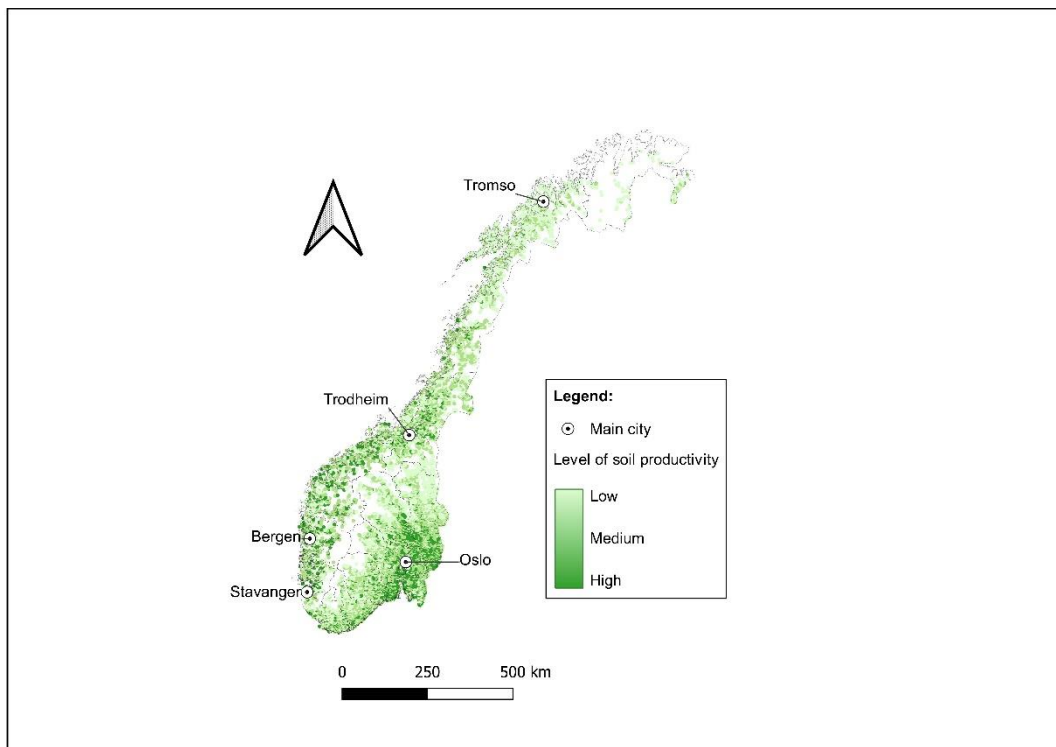 Tromso
Trodheim
Legend:
Main city
Level of soil productivity
Low
Medium
High
Bergen
Oslo
Stavanger
0 250 500 km